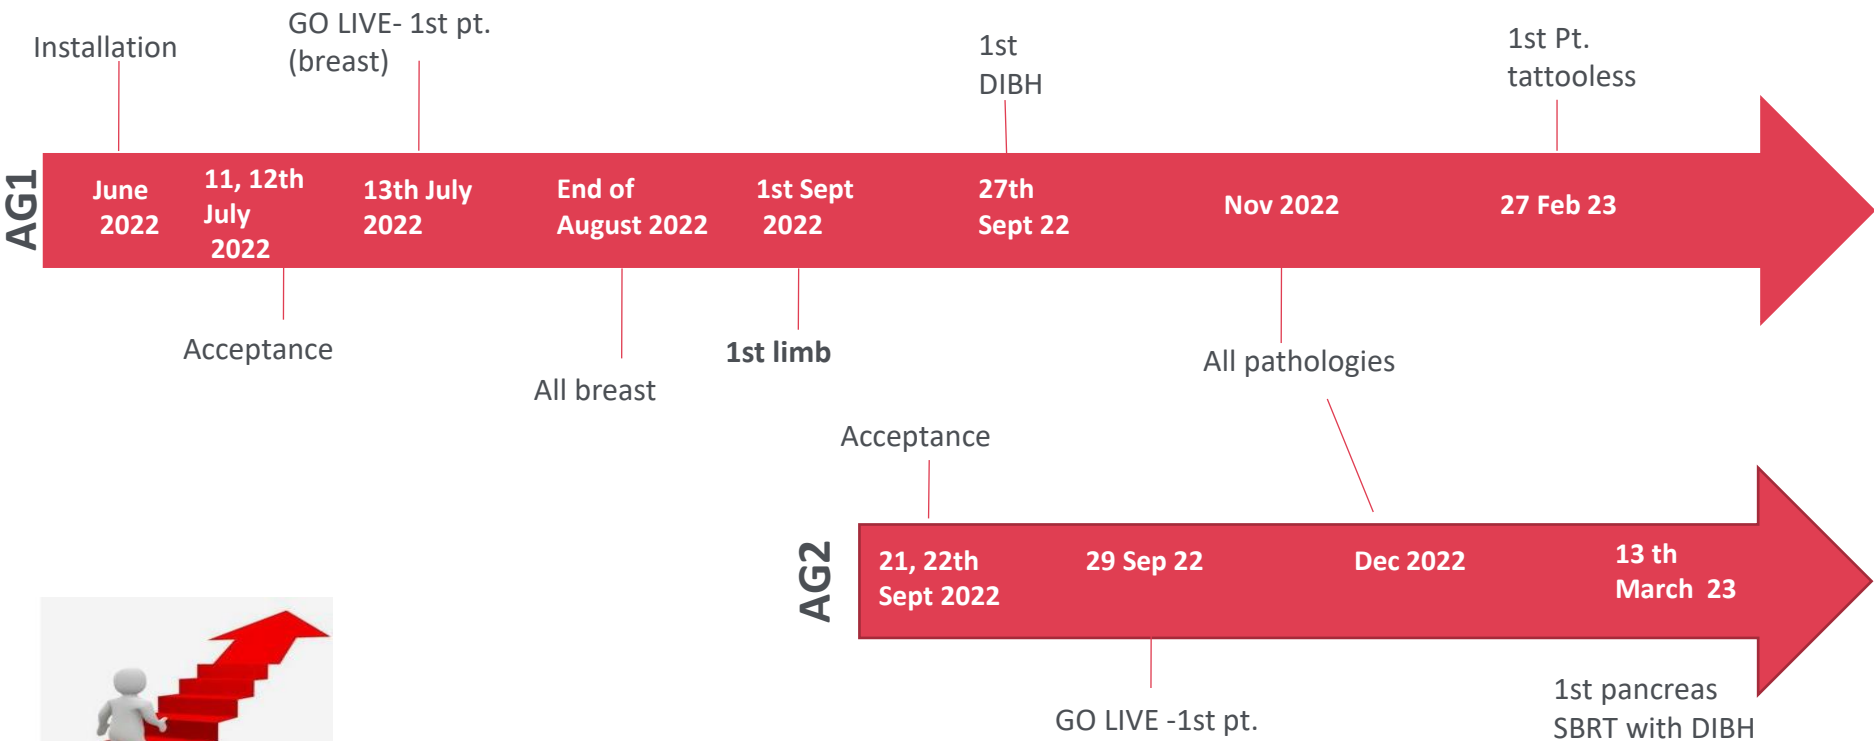 Installation
GO LIVE- 1st pt.
(breast)
1st
DIBH
1st Pt.
tattooless
AG1
June
2022
11, 12th
July
2022
13th July
2022
End of
August 2022
1st Sept
2022
27th
Sept 22
Nov 2022
27 Feb 23
Acceptance
All breast
1st limb
All pathologies
Acceptance
AG2
21, 22th
Sept 2022
29 Sep 22
Dec 2022
13 th
March 23
GO LIVE -1st pt.
1st pancreas
SBRT with DIBH